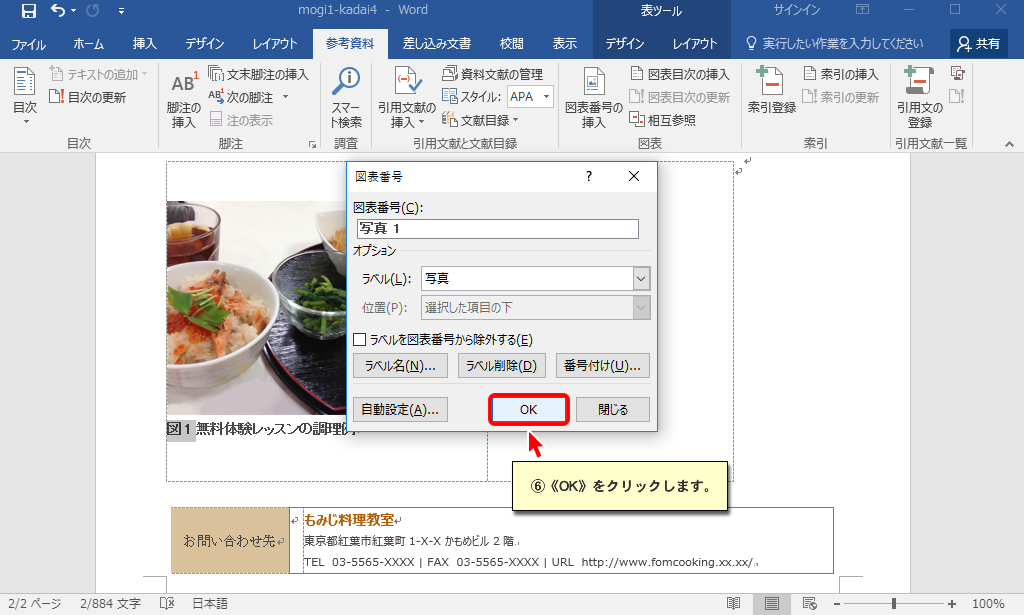 mogi1-kadai4 - Word
表ツール
サインイン
ファイル ホーム 挿入 デザイン レイアウト 参考資料 差し込み文書 校閲 表示 デザイン レイアウト 実行したい作業を入力してください 共有
目次
テキストの追加
目次の更新
目次
AB1
脚注の
挿入
文末脚注の挿入
次の脚注
注の表示
脚注
スマー
ト検索
調査
引用文献の
挿入
資料文献の管理
スタイル: APA
文献目録
引用文献と文献目録
図表番号の
挿入
図表目次の挿入
図表目次の更新
相互参照
図表
索引登録
索引の挿入
索引の更新
索引
引用文の
登録
引用文献一覧
図表番号 ?
図表番号(C):
写真 1
オプション
ラベル(L): 写真
位置(P): 選択した項目の下
ラベルを図表番号から除外する(E)
ラベル名(N)... ラベル削除(D) 番号付け(U)...
自動設定(A)... OK 閉じる
図 1 無料体験レッスンの調理例
⑥《OK》をクリックします。
お問い合わせ先
もみじ料理教室
東京都紅葉市紅葉町 1-X-X かもめビル 2 階
TEL 03-5565-XXXX | FAX 03-5565-XXXX | URL http://www.fomcooking.xx.xx/
2/2 ページ 2/884 文字 日本語 100%